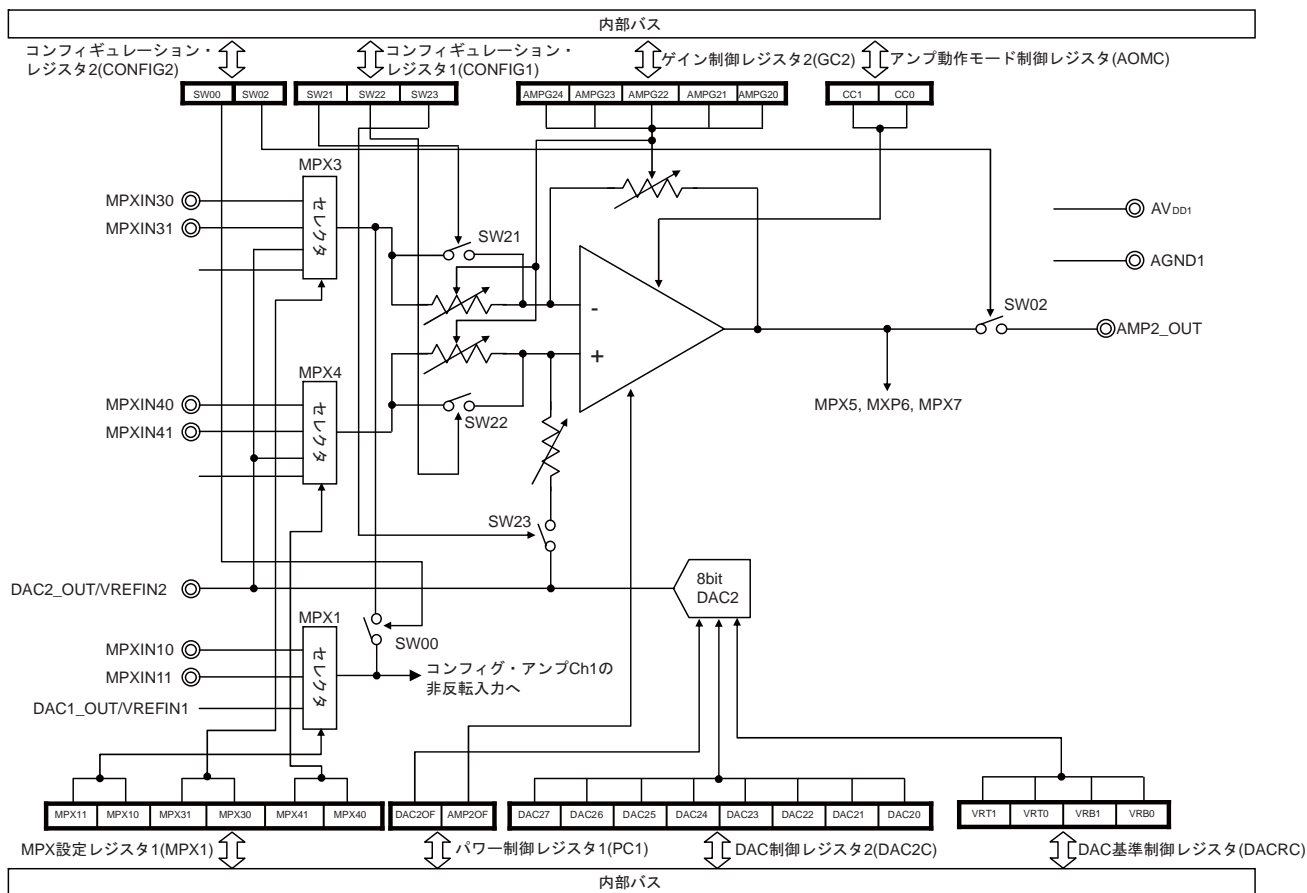 内部バス
コンフィギュレーション・
レジスタ2(CONFIG2)
コンフィギュレーション・
レジスタ1(CONFIG1)
ゲイン制御レジスタ2(GC2)
アンプ動作モード制御レジスタ(AOMC)
SW00 SW02
SW21 SW22 SW23
AMPG24 AMPG23 AMPG22 AMPG21 AMPG20
CC1 CC0
MPX3
セレクタ
MPXIN30
MPXIN31
SW21
AVDD1
AGND1
-
+
SW02
AMP2_OUT
MPX4
セレクタ
MPXIN40
MPXIN41
SW22
MPX5, MXP6, MPX7
SW23
DAC2_OUT/VREFIN2
8bit
DAC2
MPX1
セレクタ
SW00
MPXIN10
MPXIN11
コンフィグ・アンプCh1の
非反転入力へ
DAC1_OUT/VREFIN1
MPX11 MPX10 MPX31 MPX30 MPX41 MPX40
DAC2OF AMP2OF
DAC27 DAC26 DAC25 DAC24 DAC23 DAC22 DAC21 DAC20
VRT1 VRT0 VRB1 VRB0
MPX設定レジスタ1(MPX1)
パワー制御レジスタ1(PC1)
DAC制御レジスタ2(DAC2C)
DAC基準制御レジスタ(DACRC)
内部バス